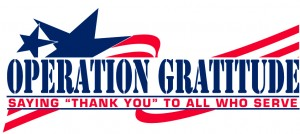 OPERATION GRATITUDE
SAYING "THANK YOU" TO ALL WHO SERVE